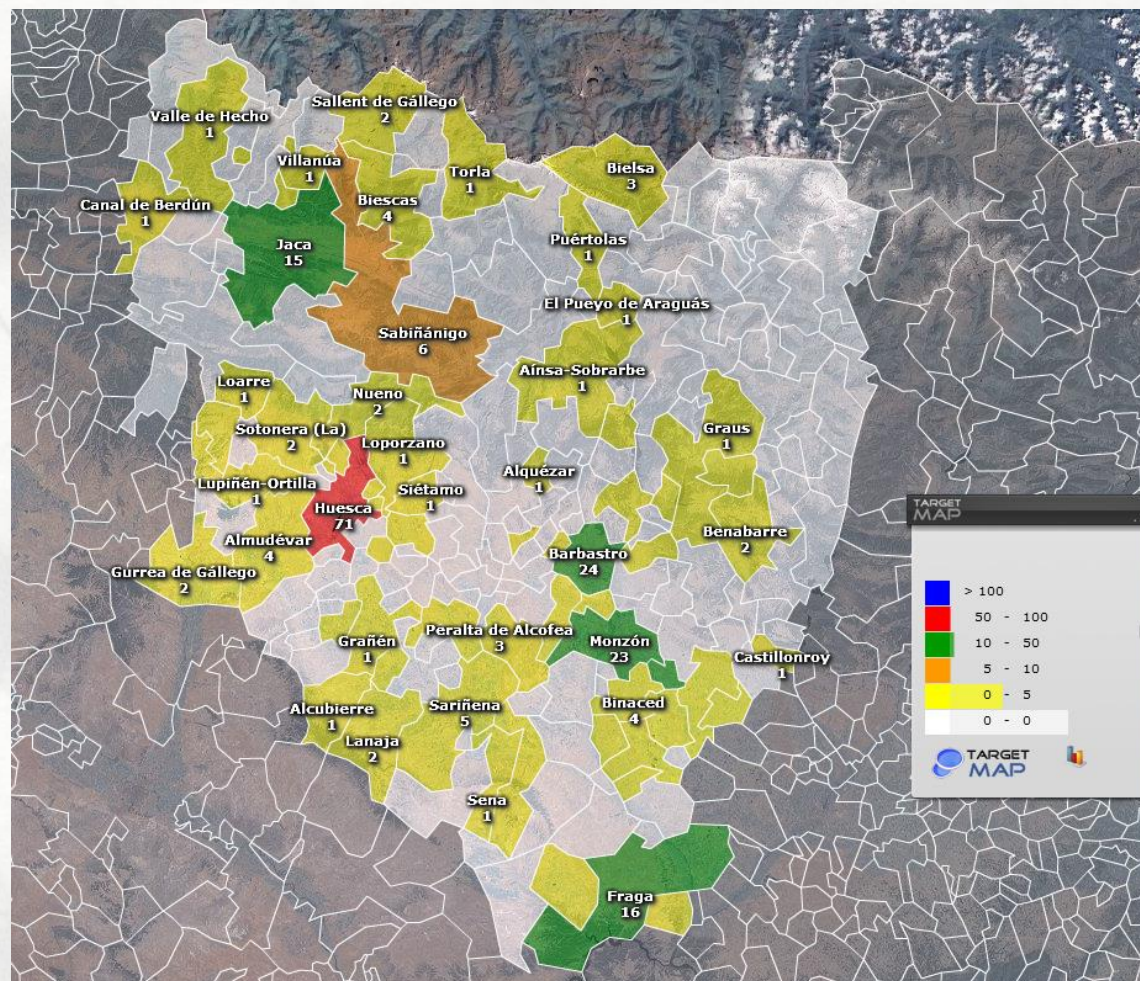 Sallent de Gállego
2
Valle de Hecho
1
Villanúa
1
Torla
1
Bielsa
3
Biescas
4
Canal de Berdún
1
Jaca
15
Puértolas
1
El Pueyo de Araguás
1
Sabiñánigo
6
Aínsa-Sobrarbe
1
Loarre
1
Nueno
2
Sotonera (La)
2
Loporzano
1
Graus
1
Alquézar
1
Lupiñén-Ortilla
1
Siétamo
1
Huesca
71
Almudévar
4
Benabarre
2
Barbastro
24
Gurrea de Gállego
2
Grañén
1
Peralta de Alcofea
3
Monzón
23
Castillonroy
1
Alcubierre
1
Sariñena
5
Binaced
4
Lanaja
2
Sena
1
Fraga
16
TARGET
MAP
> 100
50 - 100
10 - 50
5 - 10
0 - 5
0 - 0
TARGET
MAP